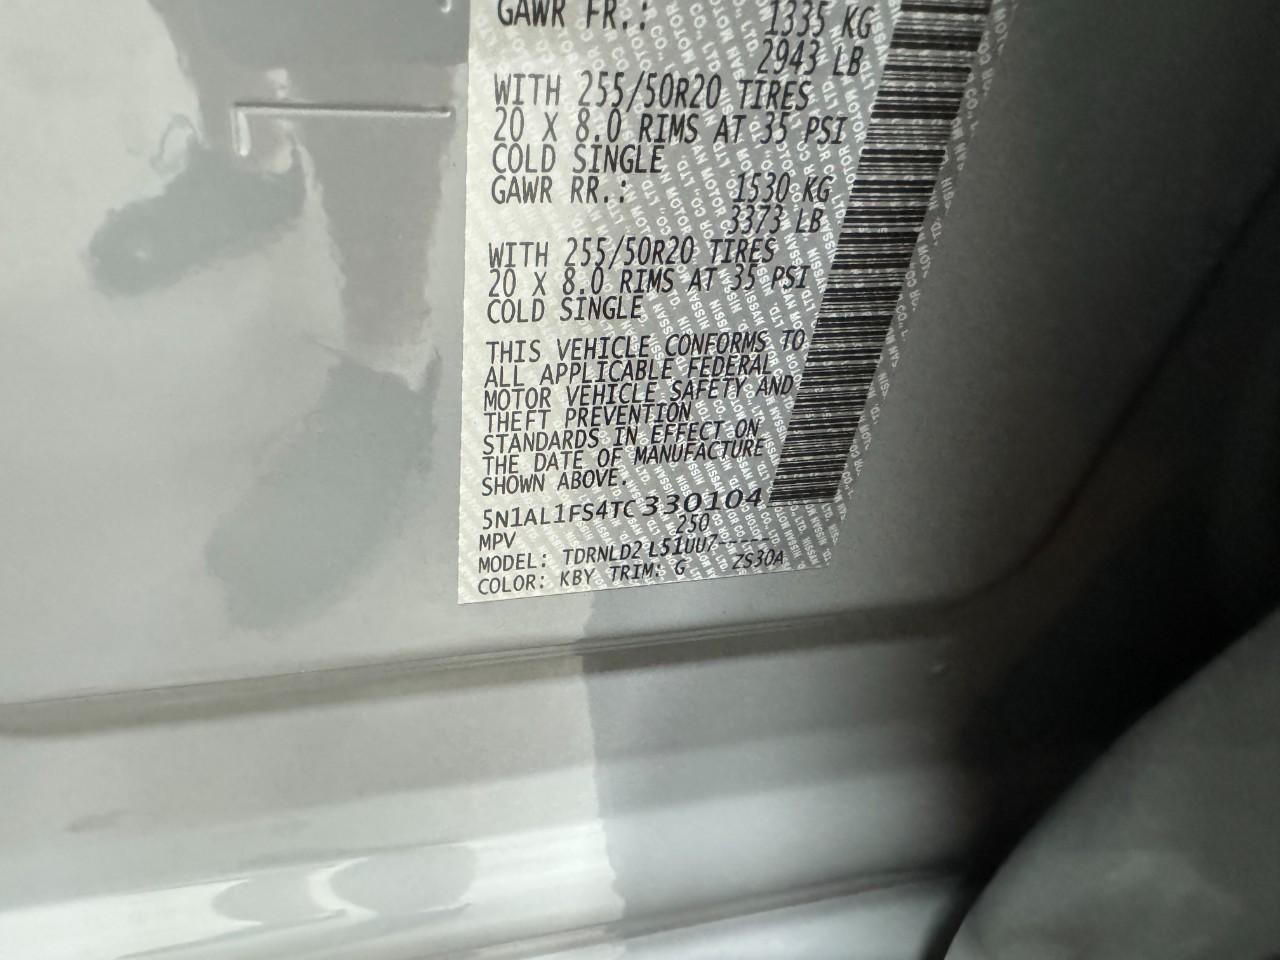 GAWR FR.: 1335 KG
2943 LB
WITH 255/50R20 TIRES
20 X 8.0 RIMS AT 35 PSI
COLD SINGLE
GAWR RR.: 1530 KG
3373 LB
WITH 255/50R20 TIRES
20 X 8.0 RIMS AT 35 PSI
COLD SINGLE
THIS VEHICLE CONFORMS TO
ALL APPLICABLE FEDERAL
MOTOR VEHICLE SAFETY AND
THEFT PREVENTION
STANDARDS IN EFFECT ON
THE DATE OF MANUFACTURE
SHOWN ABOVE.
5N1AL1FS4TC330104
MPV 250
MODEL: TDRNLD2 L51UU7-----
COLOR: KBY TRIM: G ZS30A